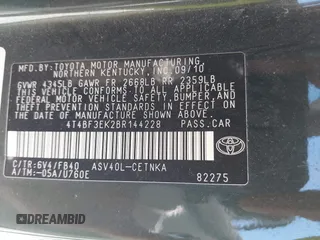 MFD.BY:TOYOTA MOTOR MANUFACTURING,
NORTHERN KENTUCKY,INC.09/10
GVWR 4345LB GAWR FR 2668LB RR 2359LB
THIS VEHICLE CONFORMS TO ALL APPLICABLE
FEDERAL MOTOR VEHICLE SAFETY, BUMPER, AND
THEFT PREVENTION STANDARDS IN EFFECT ON
THE DATE OF MANUFACTURE SHOWN ABOVE.
4T4BF3EK2BR144228 PASS.CAR
C/TR:6V4/FB40 ASV40L-CETNKA
A/TM:-05A/U760E
TOYOTA
82275